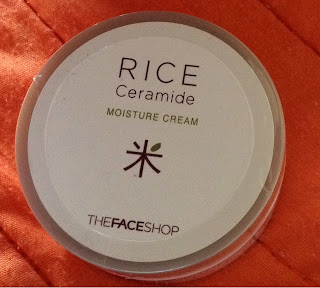 RICE
Ceramide
MOISTURE CREAM
米
THEFACESHOP